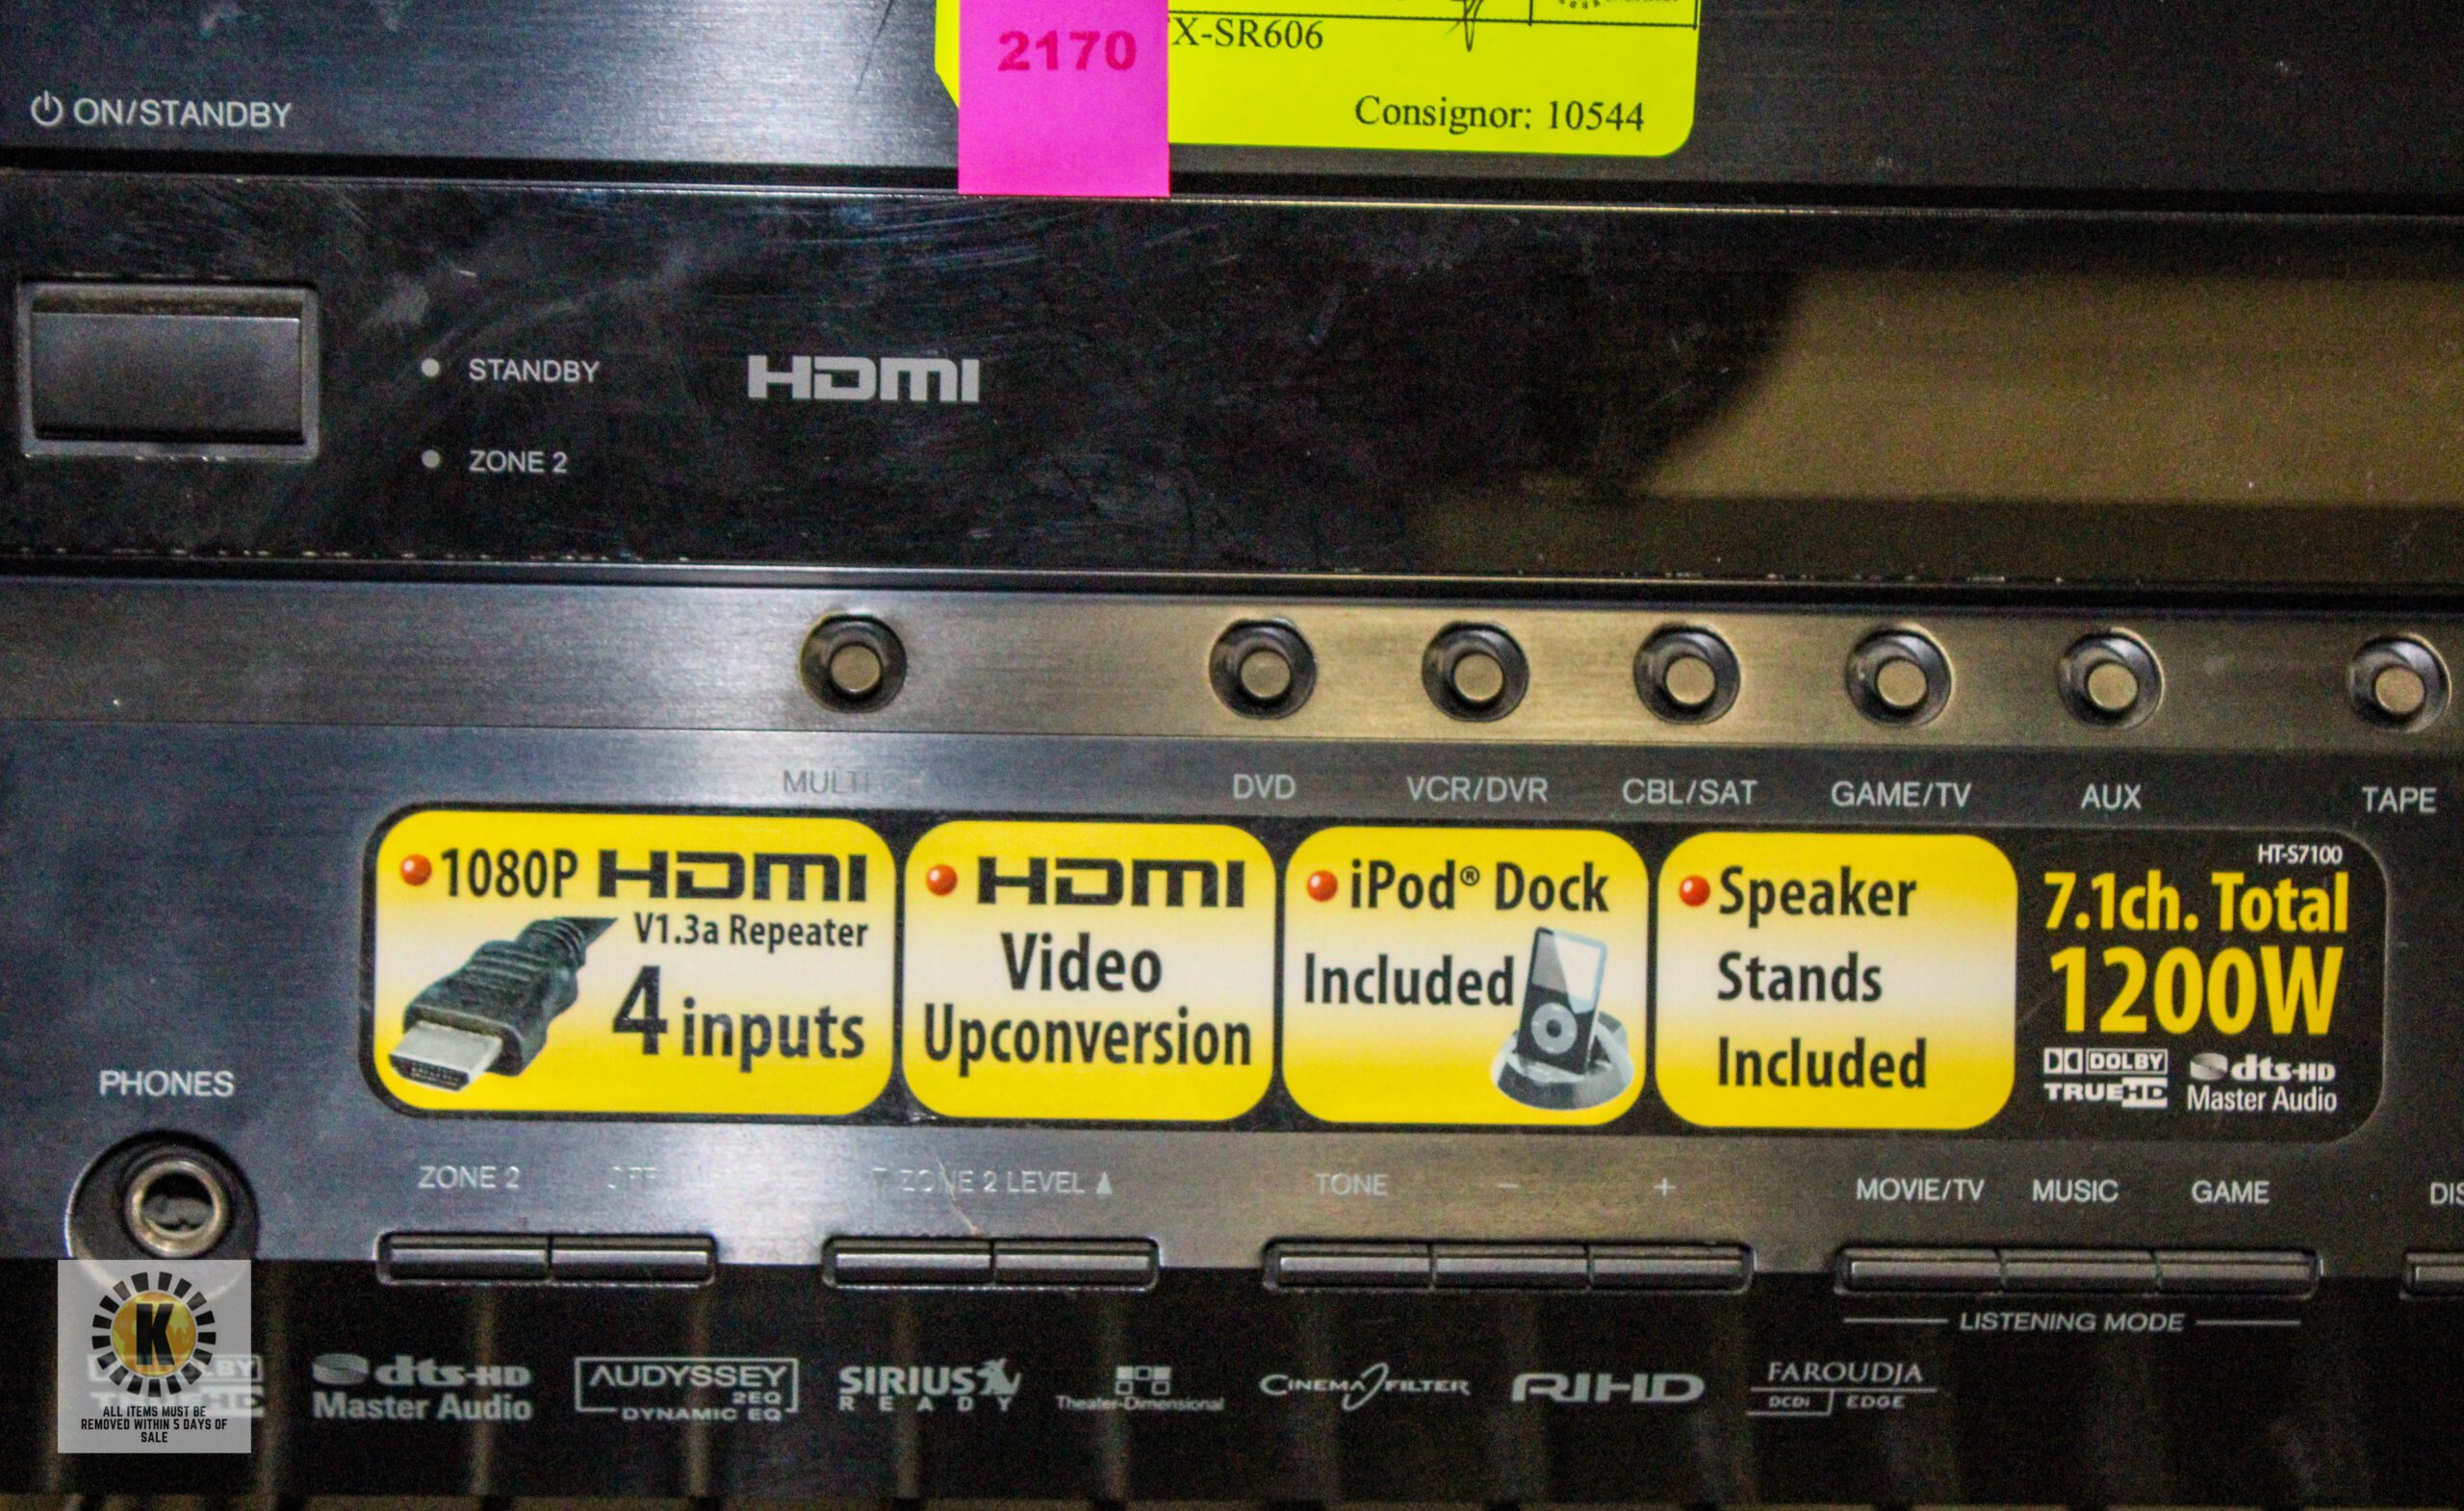 2170
X-SR606
Consignor: 10544
ON/STANDBY
STANDBY
HDMI
ZONE 2
MULTI
DVD
VCR/DVR
CBL/SAT
GAME/TV
AUX
TAPE
1080P HDMI
V1.3a Repeater
4 inputs
HDMI
Video
Upconversion
iPod® Dock
Included
Speaker
Stands
Included
HT-S7100
7.1ch. Total
1200W
DOLBY
TRUEHD
dts-HD
Master Audio
PHONES
ZONE 2
OFF
ZONE 2 LEVEL
TONE
−
+
MOVIE/TV
MUSIC
GAME
LISTENING MODE
dts-HD
Master Audio
AUDYSSEY
2EQ
DYNAMIC EQ
SIRIUS
READY
Theater-Dimensional
CINEMA FILTER
RIHD
FAROUDJA
DCDi EDGE
K
ALL ITEMS MUST BE
REMOVED WITHIN 5 DAYS OF
SALE